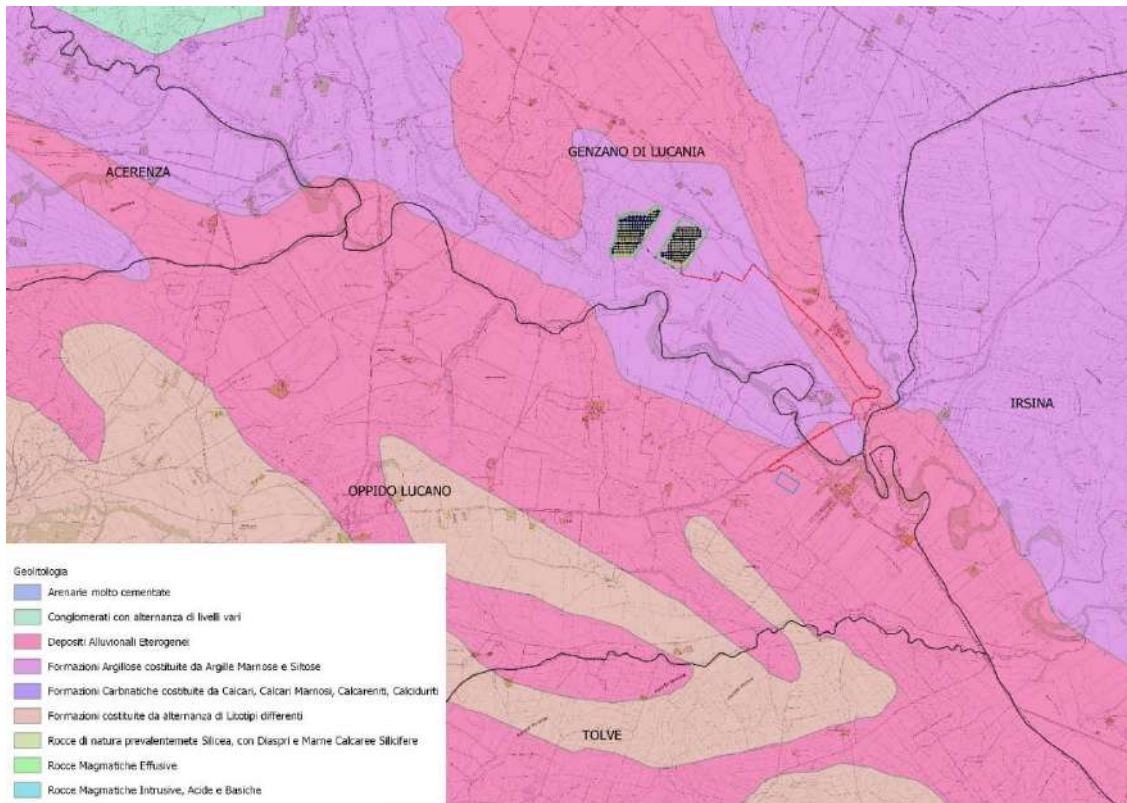 GENZANO DI LUCANIA
ACERENZA
IRSINA
OPPIDO LUCANO
TOLVE
Geolitologia
Arenarie molto cementate
Conglomerati con alternanza di livelli vari
Depositi Alluvionali Eterogenei
Formazioni Argillose costituite da Argille Marnose e Siltose
Formazioni Carbnatiche costituite da Calcari, Calcari Marnosi, Calcareniti, Calciduriti
Formazioni costituite da alternanza di Litotipi differenti
Rocce di natura prevalentemete Silicea, con Diaspri e Marne Calcaree Silicifere
Rocce Magmatiche Effusive
Rocce Magmatiche Intrusive, Acide e Basiche